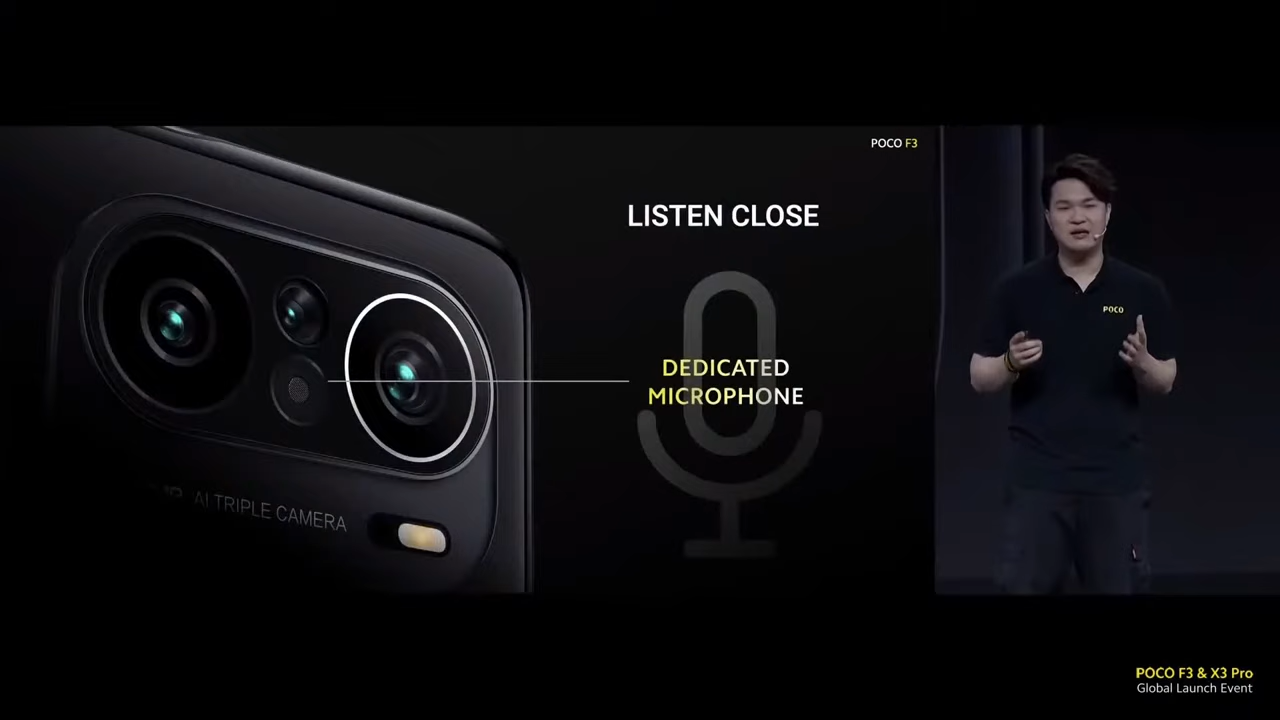 POCO F3
LISTEN CLOSE
DEDICATED
MICROPHONE
AI TRIPLE CAMERA
POCO
POCO F3 & X3 Pro
Global Launch Event